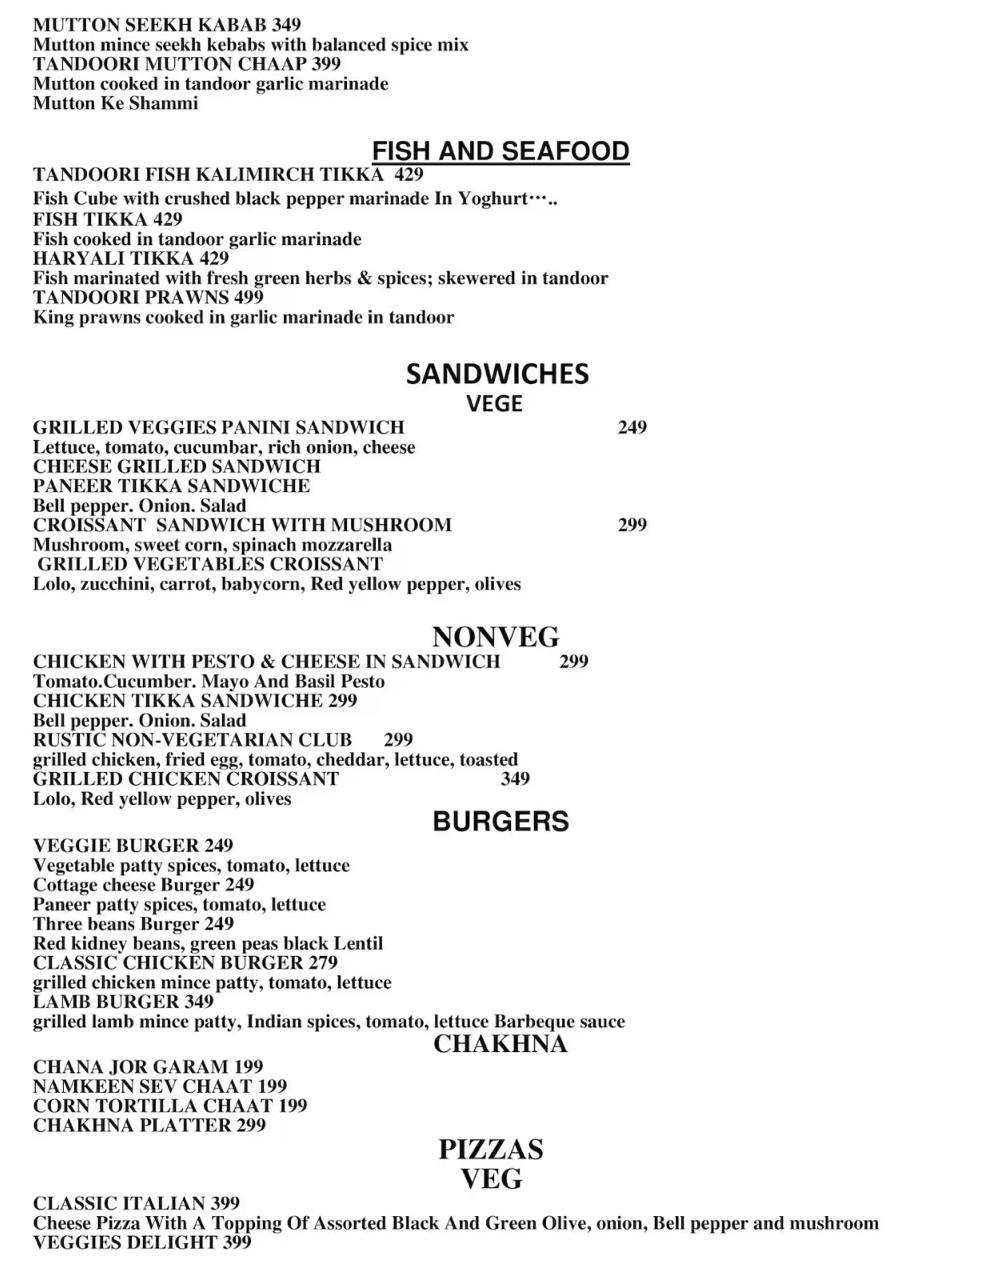 MUTTON SEEKH KABAB 349
Mutton mince seekh kebabs with balanced spice mix
TANDOORI MUTTON CHAAP 399
Mutton cooked in tandoor garlic marinade
Mutton Ke Shammi
FISH AND SEAFOOD
TANDOORI FISH KALIMIRCH TIKKA 429
Fish Cube with crushed black pepper marinade In Yoghurt⋯..
FISH TIKKA 429
Fish cooked in tandoor garlic marinade
HARYALI TIKKA 429
Fish marinated with fresh green herbs & spices; skewered in tandoor
TANDOORI PRAWNS 499
King prawns cooked in garlic marinade in tandoor
SANDWICHES
VEGE
GRILLED VEGGIES PANINI SANDWICH 249
Lettuce, tomato, cucumbar, rich onion, cheese
CHEESE GRILLED SANDWICH
PANEER TIKKA SANDWICHE
Bell pepper. Onion. Salad
CROISSANT SANDWICH WITH MUSHROOM 299
Mushroom, sweet corn, spinach mozzarella
GRILLED VEGETABLES CROISSANT
Lolo, zucchini, carrot, babycorn, Red yellow pepper, olives
NONVEG
CHICKEN WITH PESTO & CHEESE IN SANDWICH 299
Tomato.Cucumber. Mayo And Basil Pesto
CHICKEN TIKKA SANDWICHE 299
Bell pepper. Onion. Salad
RUSTIC NON-VEGETARIAN CLUB 299
grilled chicken, fried egg, tomato, cheddar, lettuce, toasted
GRILLED CHICKEN CROISSANT 349
Lolo, Red yellow pepper, olives
BURGERS
VEGGIE BURGER 249
Vegetable patty spices, tomato, lettuce
Cottage cheese Burger 249
Paneer patty spices, tomato, lettuce
Three beans Burger 249
Red kidney beans, green peas black Lentil
CLASSIC CHICKEN BURGER 279
grilled chicken mince patty, tomato, lettuce
LAMB BURGER 349
grilled lamb mince patty, Indian spices, tomato, lettuce Barbeque sauce
CHAKHNA
CHANA JOR GARAM 199
NAMKEEN SEV CHAAT 199
CORN TORTILLA CHAAT 199
CHAKHNA PLATTER 299
PIZZAS
VEG
CLASSIC ITALIAN 399
Cheese Pizza With A Topping Of Assorted Black And Green Olive, onion, Bell pepper and mushroom
VEGGIES DELIGHT 399